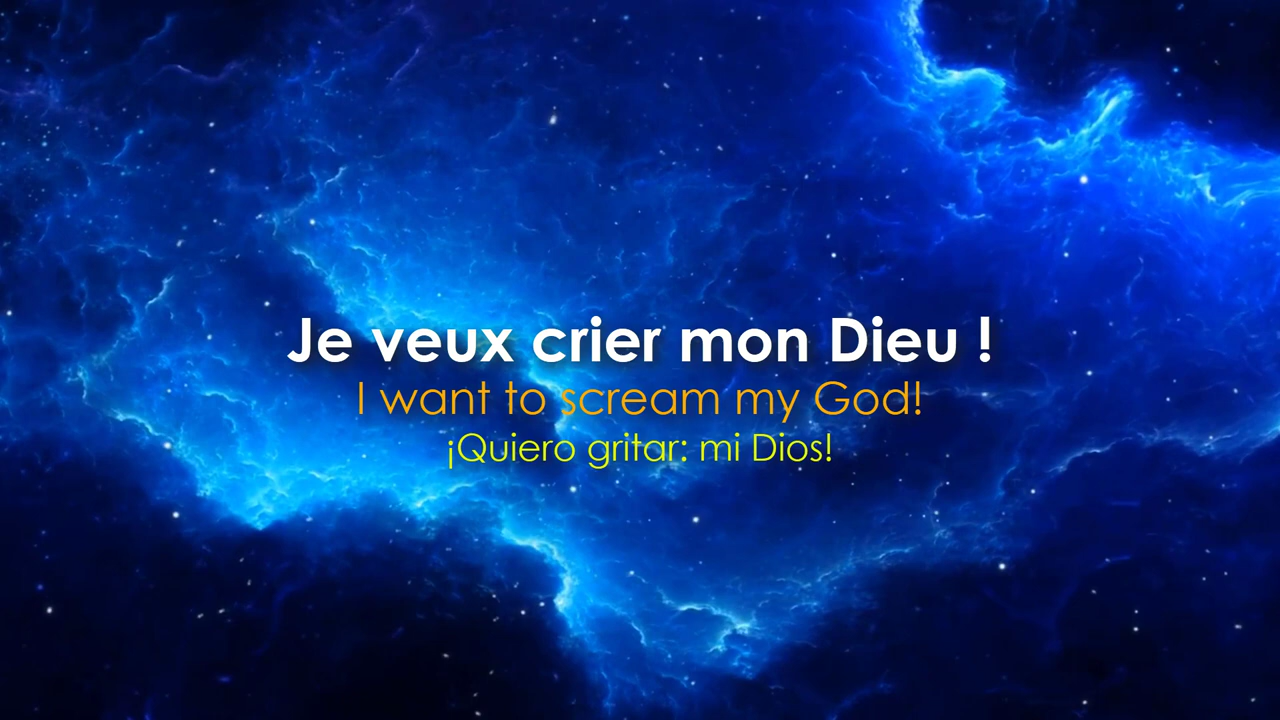 Je veux crier mon Dieu !
I want to scream my God!
¡Quiero gritar: mi Dios!